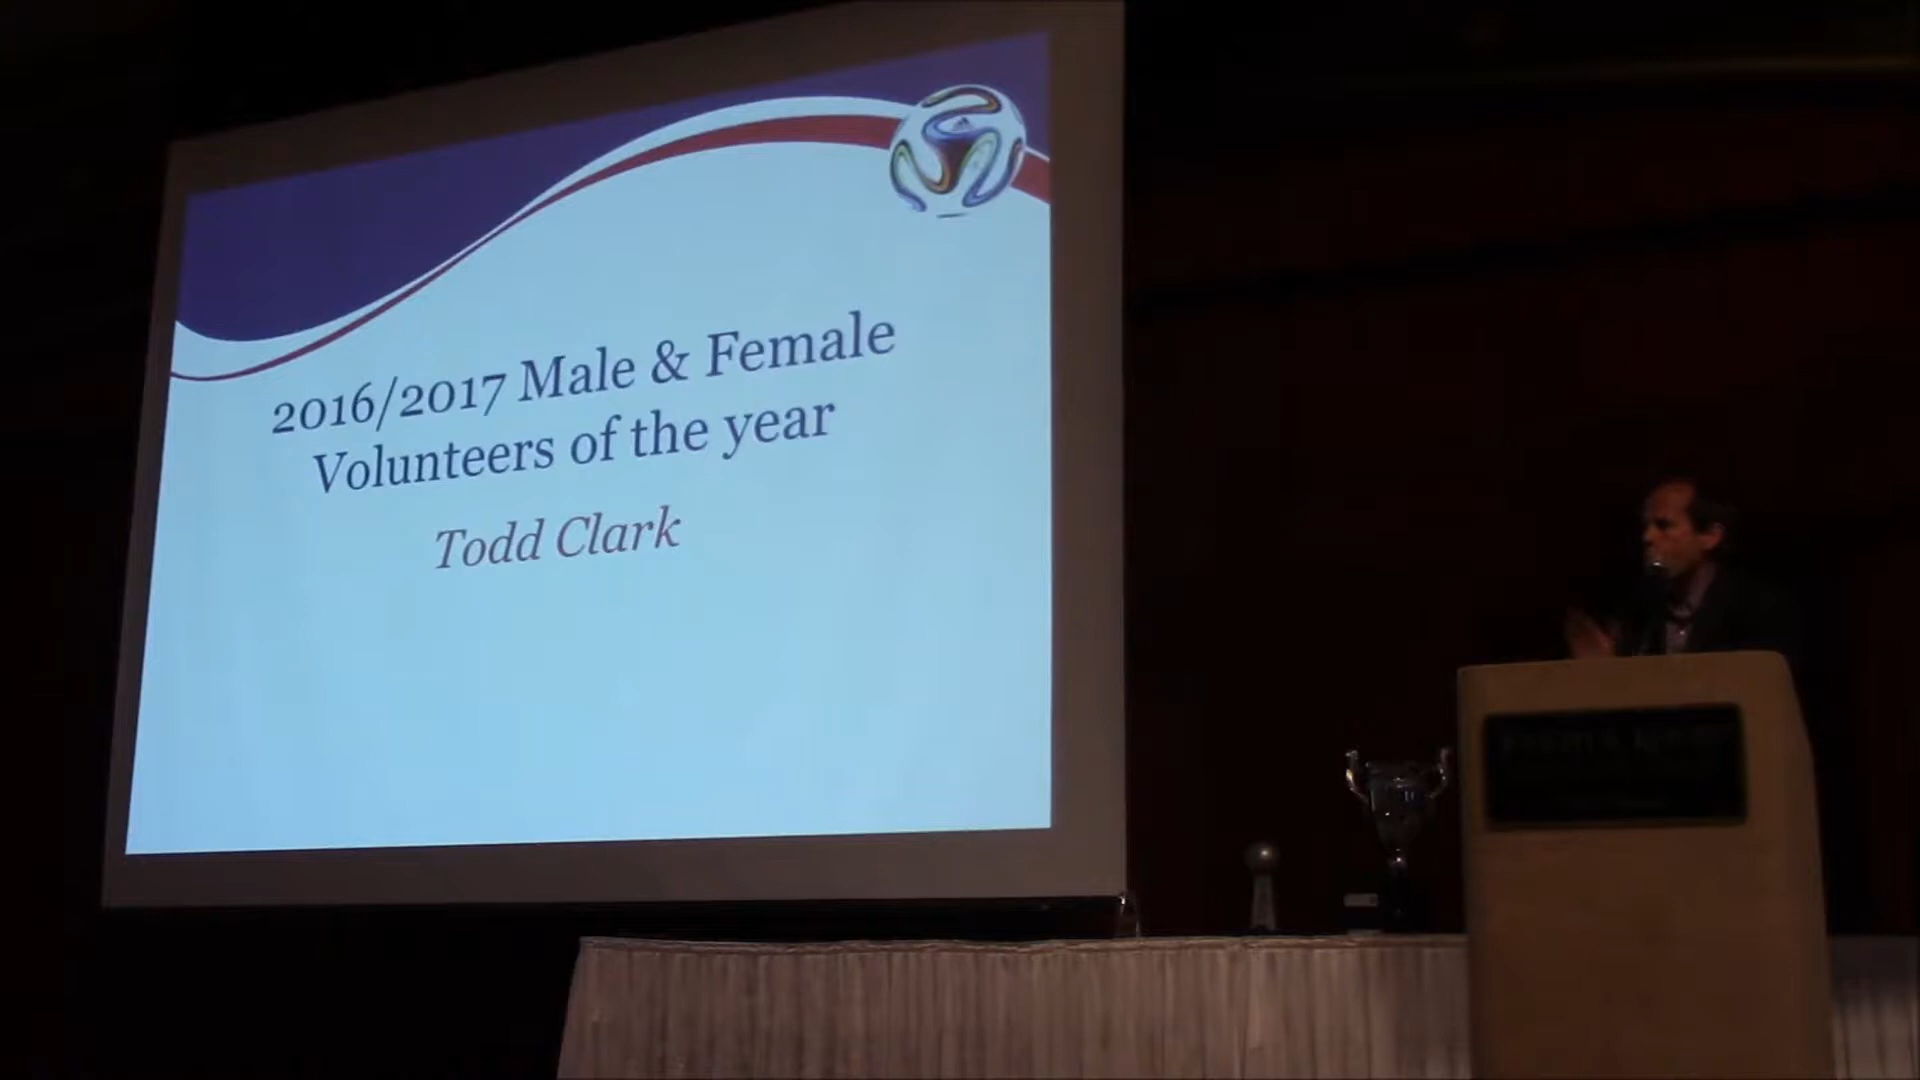 2016/2017 Male & Female
Volunteers of the year
Todd Clark